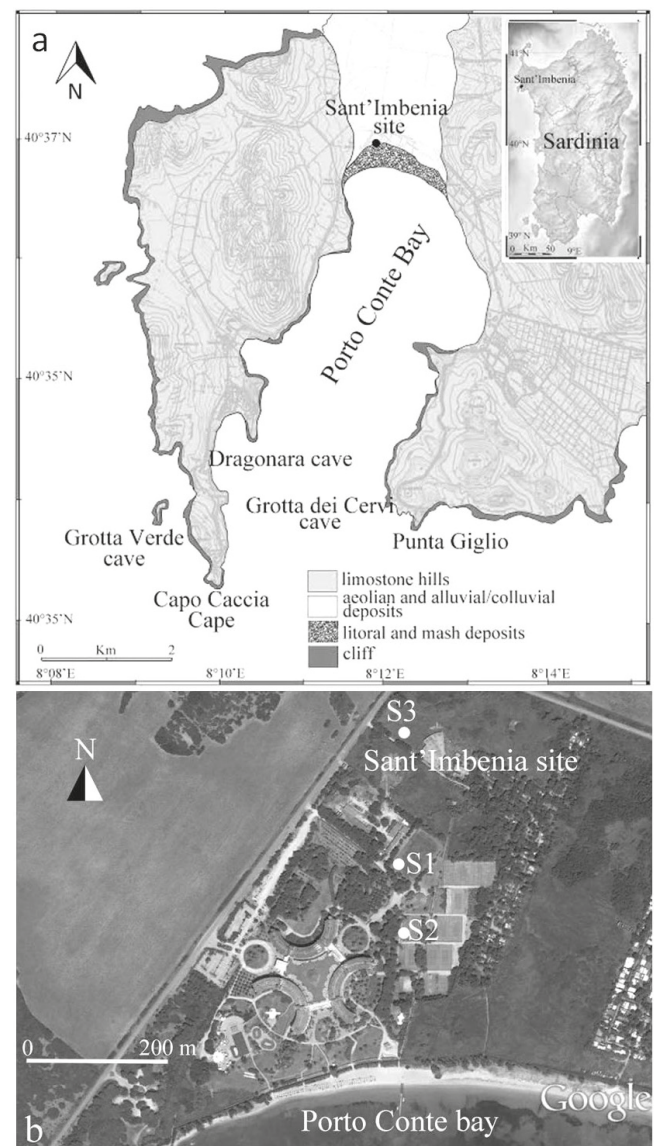 a
N
Sant'Imbenia
site
40°37'N
Porto Conte Bay
41°N
Sant'Imbenia
Sardinia
40°N
39°N
0 Km 50 9°E
40°35'N
Dragonara cave
Grotta dei Cervi
cave
Grotta Verde
cave
Punta Giglio
Capo Caccia
Cape
limostone hills
aeolian and alluvial/colluvial
deposits
litoral and mash deposits
cliff
40°35'N
0 Km 2
8°08'E 8°10'E 8°12'E 8°14'E
S3
N
Sant'Imbenia site
S1
S2
0 200 m
Google
b
Porto Conte bay